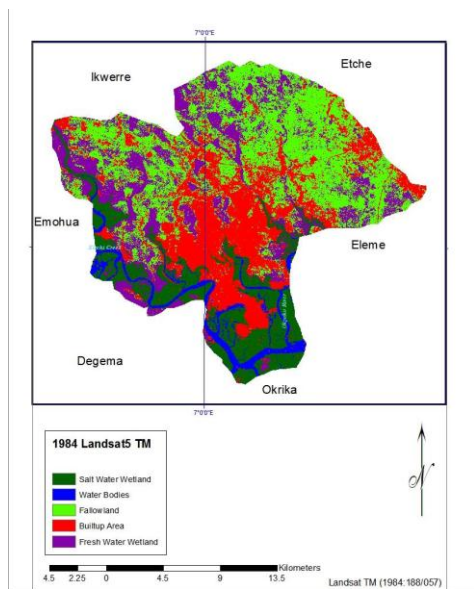 7°0'0"E
Ikwerre
Etche
Emohua
Eleme
Degema
Okrika
7°0'0"E
1984 Landsat5 TM
Salt Water Wetland
Water Bodies
Fallowland
Builtup Area
Fresh Water Wetland
N
Kilometers
4.5 2.25 0 4.5 9 13.5
Landsat TM (1984:188/057)